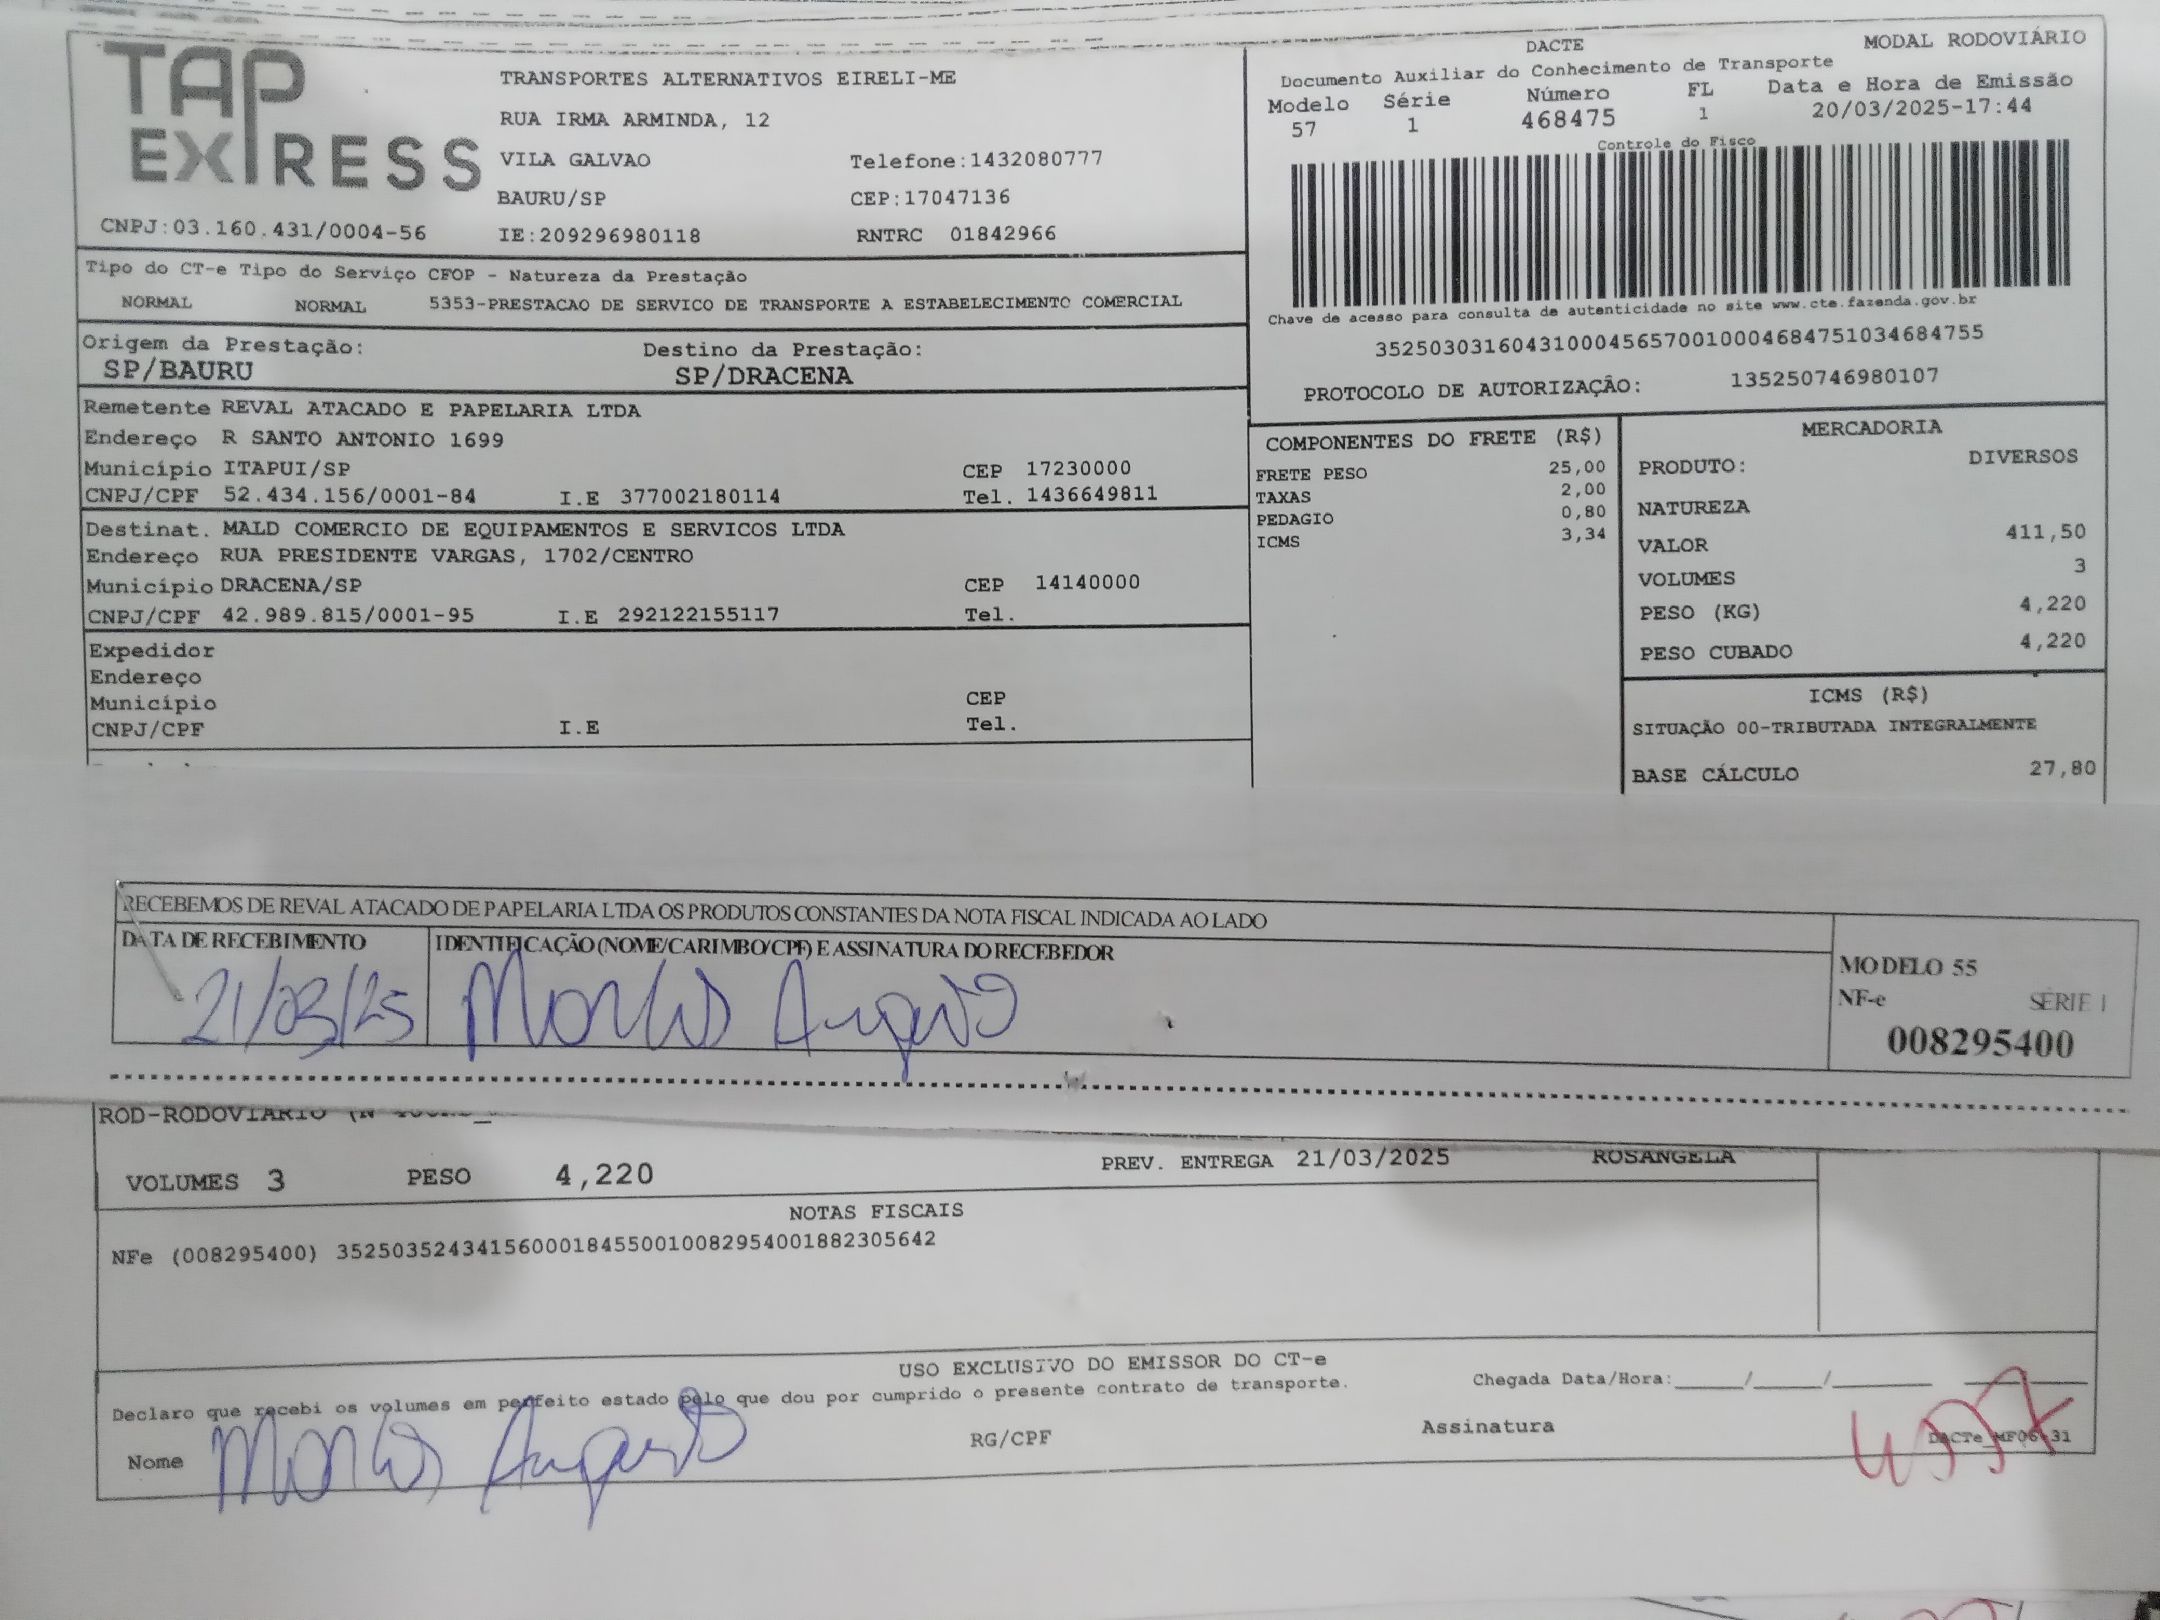 TAP EXPRESS
TRANSPORTES ALTERNATIVOS EIRELI-ME
RUA IRMA ARMINDA, 12
VILA GALVAO Telefone:1432080777
BAURU/SP CEP:17047136
CNPJ:03.160.431/0004-56 IE:209296980118 RNTRC 01842966
DACTE MODAL RODOVIÁRIO
Documento Auxiliar do Conhecimento de Transporte
Modelo Série Número FL Data e Hora de Emissão
57 1 468475 1 20/03/2025-17:44
Controle do Fisco
Chave de acesso para consulta de autenticidade no site www.cte.fazenda.gov.br
35250303160431000456570010004684751034684755
PROTOCOLO DE AUTORIZAÇÃO: 135250746980107
Tipo do CT-e Tipo do Serviço CFOP - Natureza da Prestação
NORMAL NORMAL 5353-PRESTACAO DE SERVICO DE TRANSPORTE A ESTABELECIMENTO COMERCIAL
Origem da Prestação: Destino da Prestação:
SP/BAURU SP/DRACENA
Remetente REVAL ATACADO E PAPELARIA LTDA
Endereço R SANTO ANTONIO 1699
Município ITAPUI/SP CEP 17230000
CNPJ/CPF 52.434.156/0001-84 I.E 377002180114 Tel. 1436649811
Destinat. MALD COMERCIO DE EQUIPAMENTOS E SERVICOS LTDA
Endereço RUA PRESIDENTE VARGAS, 1702/CENTRO
Município DRACENA/SP CEP 14140000
CNPJ/CPF 42.989.815/0001-95 I.E 292122155117 Tel.
Expedidor
Endereço
Município CEP
CNPJ/CPF I.E Tel.
COMPONENTES DO FRETE (R$)
FRETE PESO 25,00
TAXAS 2,00
PEDAGIO 0,80
ICMS 3,34
MERCADORIA
PRODUTO: DIVERSOS
NATUREZA
VALOR 411,50
VOLUMES 3
PESO (KG) 4,220
PESO CUBADO 4,220
ICMS (R$)
SITUAÇÃO 00-TRIBUTADA INTEGRALMENTE
BASE CÁLCULO 27,80
RECEBEMOS DE REVAL ATACADO DE PAPELARIA LTDA OS PRODUTOS CONSTANTES DA NOTA FISCAL INDICADA AO LADO
DATA DE RECEBIMENTO IDENTIFICAÇÃO (NOME/CARIMBO/CPF) E ASSINATURA DO RECEBEDOR
21/03/25 Marcos Augusto
MODELO 55
NF-e SÉRIE 1
008295400
ROD-RODOVIARIO
VOLUMES 3 PESO 4,220 PREV. ENTREGA 21/03/2025 ROSANGELA
NOTAS FISCAIS
NFe (008295400) 35250352434156000184550010082954001882305642
USO EXCLUSIVO DO EMISSOR DO CT-e
Declaro que recebi os volumes em perfeito estado pelo que dou por cumprido o presente contrato de transporte. Chegada Data/Hora:_____/_____/_____
Nome Marcos Augusto RG/CPF Assinatura
DACTe_MF06-31